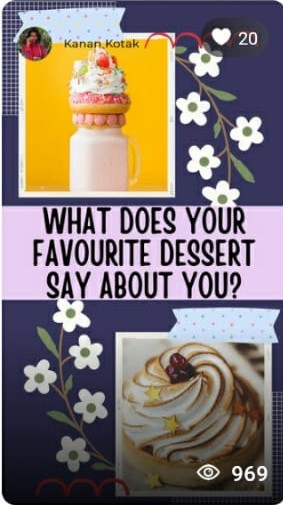 Kanan Kotak
20
WHAT DOES YOUR
FAVOURITE DESSERT
SAY ABOUT YOU?
969